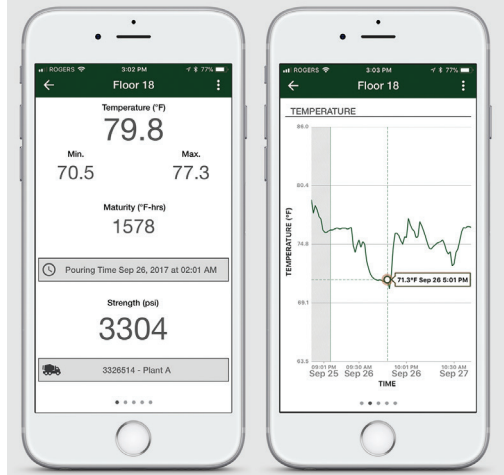 ROGERS 3:02 PM 77%
Floor 18
Temperature (°F)
79.8
Min. Max.
70.5 77.3
Maturity (°F-hrs)
1578
Pouring Time Sep 26, 2017 at 02:01 AM
Strength (psi)
3304
3326514 - Plant A
ROGERS 3:03 PM 77%
Floor 18
TEMPERATURE
86.0
80.4
74.8
69.1
63.5
TEMPERATURE (°F)
71.3°F Sep 26 5:01 PM
09:01 PM 09:30 AM 10:01 PM 10:30 AM
Sep 25 Sep 26 Sep 26 Sep 27
TIME